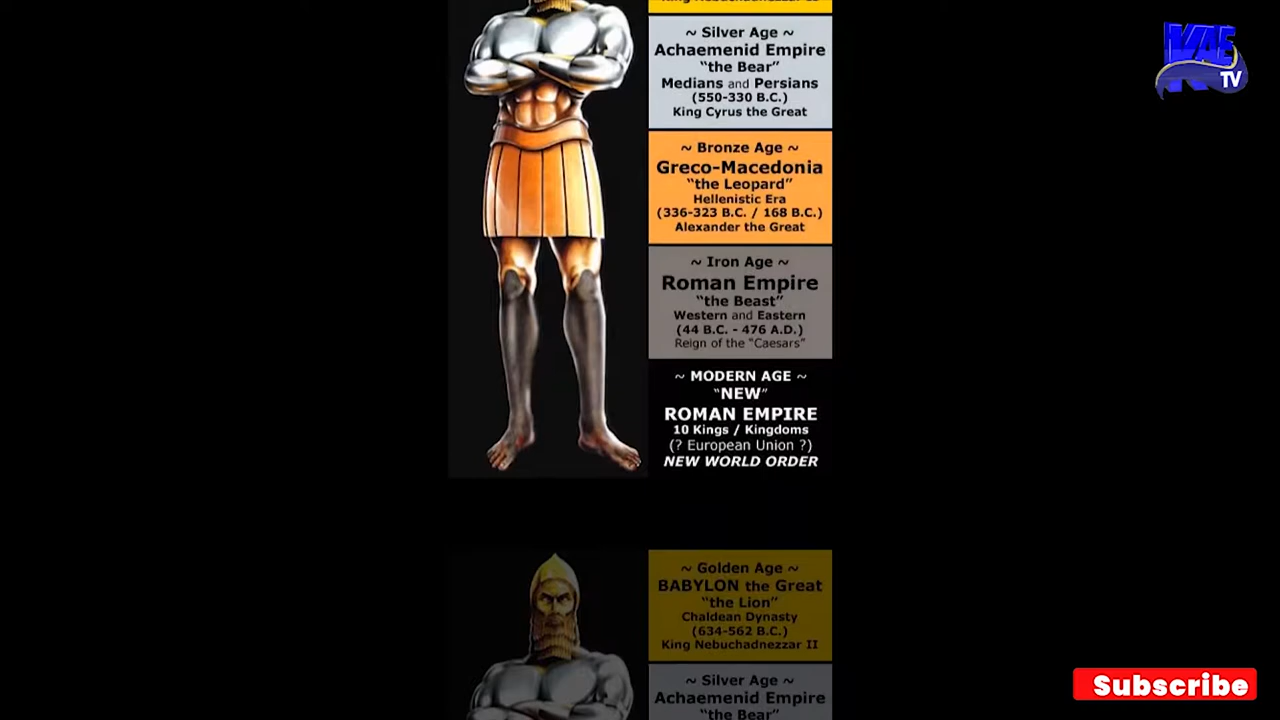 King Nebuchadnezzar II
~ Silver Age ~
Achaemenid Empire
“the Bear”
Medians and Persians
(550-330 B.C.)
King Cyrus the Great
~ Bronze Age ~
Greco-Macedonia
“the Leopard”
Hellenistic Era
(336-323 B.C. / 168 B.C.)
Alexander the Great
~ Iron Age ~
Roman Empire
“the Beast”
Western and Eastern
(44 B.C. - 476 A.D.)
Reign of the “Caesars”
~ MODERN AGE ~
“NEW”
ROMAN EMPIRE
10 Kings / Kingdoms
(? European Union ?)
NEW WORLD ORDER
~ Golden Age ~
BABYLON the Great
“the Lion”
Chaldean Dynasty
(634-562 B.C.)
King Nebuchadnezzar II
~ Silver Age ~
Achaemenid Empire
“the Bear”
KAE
TV
Subscribe